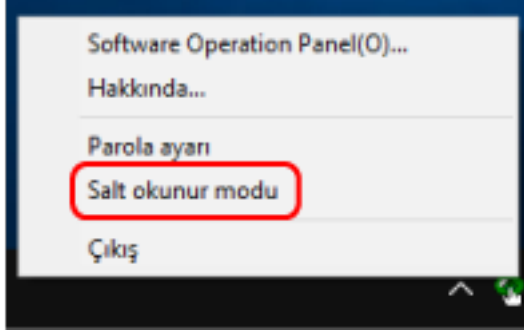 Software Operation Panel(O)...
Hakkında...
Parola ayarı
Salt okunur modu
Çıkış